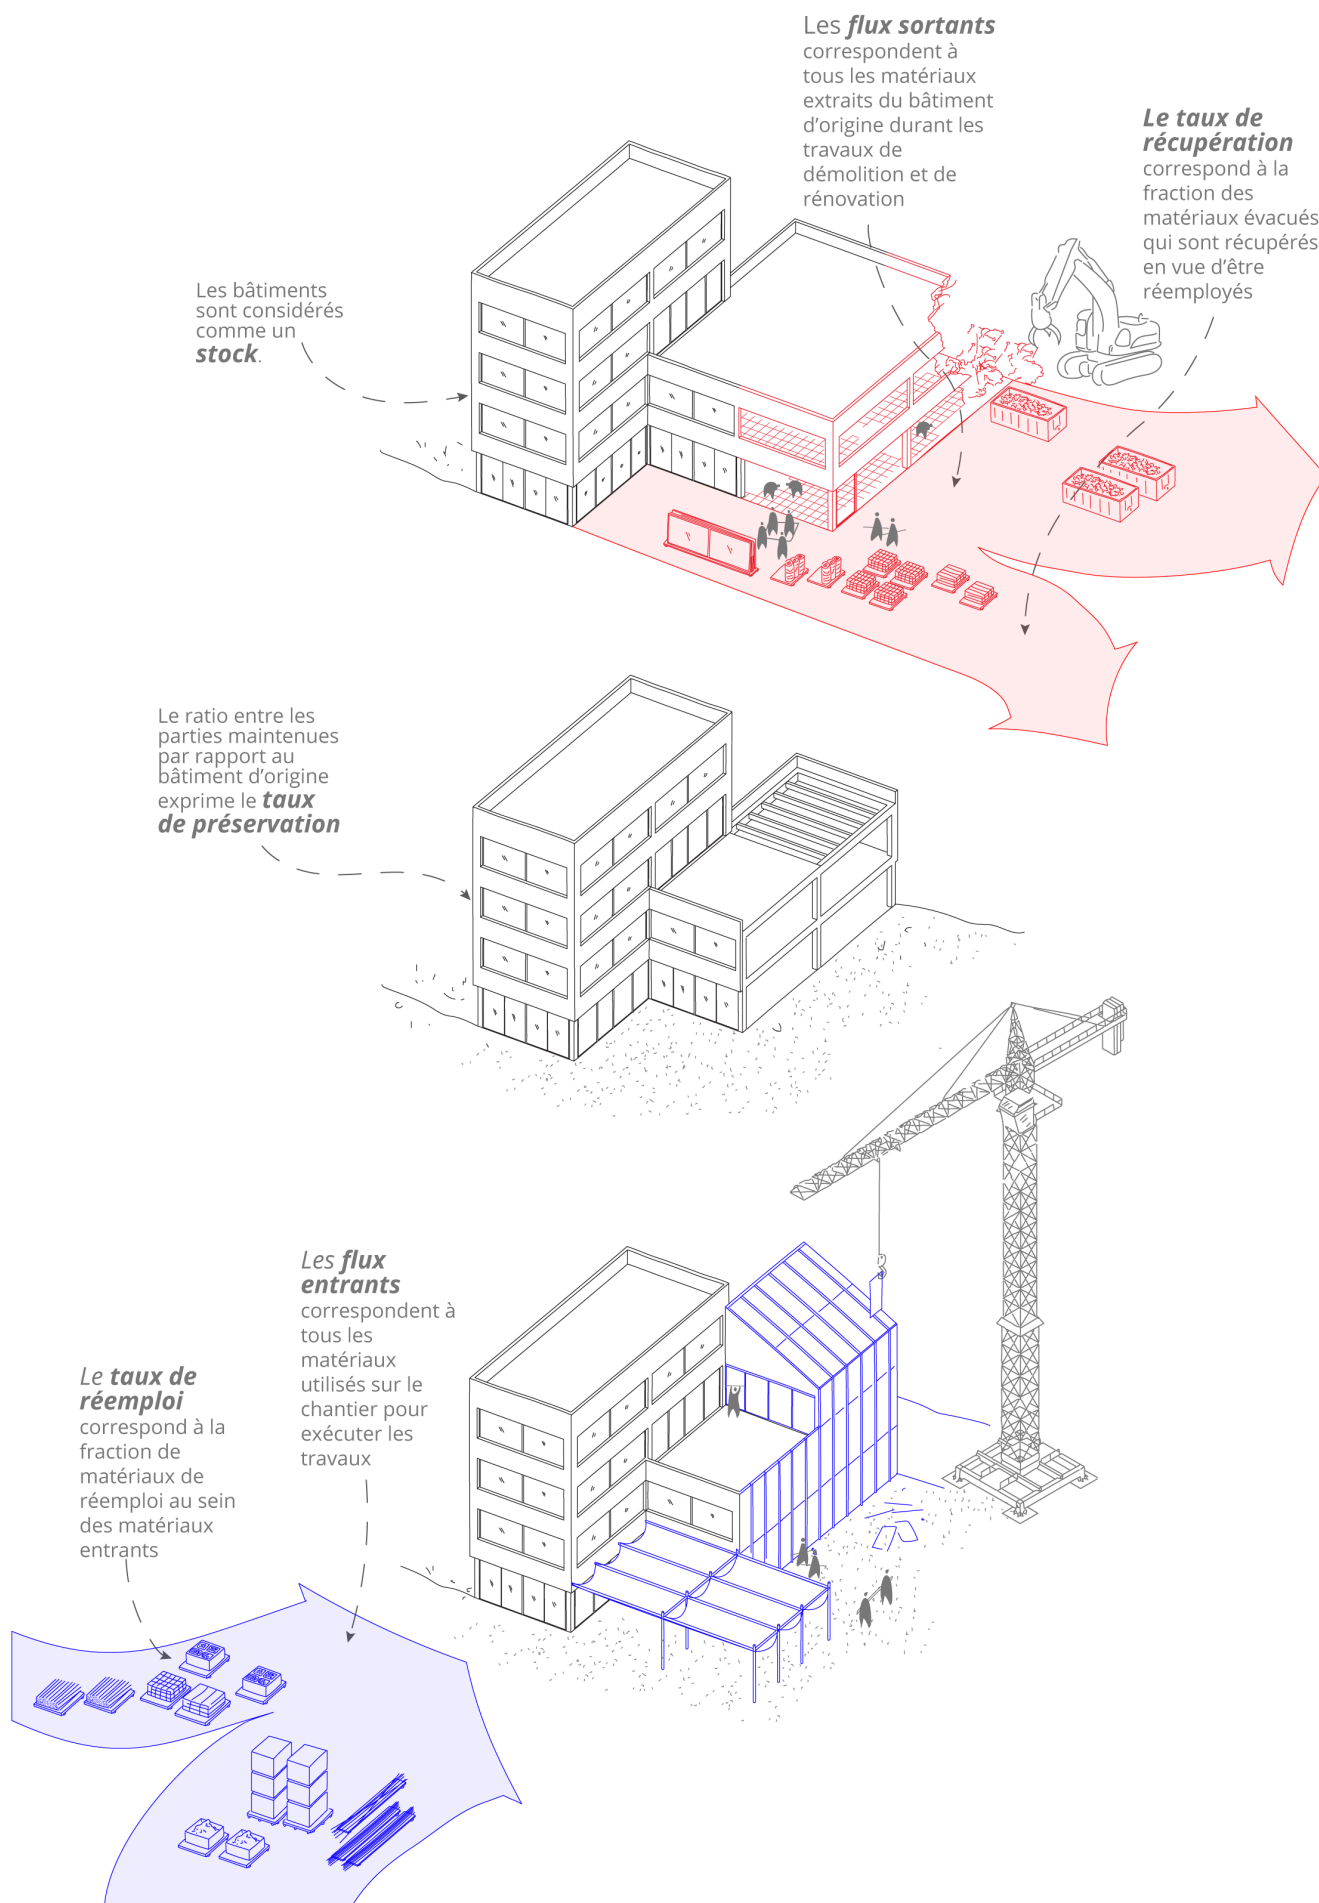 Les flux sortants
correspondent à
tous les matériaux
extraits du bâtiment
d’origine durant les
travaux de
démolition et de
rénovation
Le taux de
récupération
correspond à la
fraction des
matériaux évacués
qui sont récupérés
en vue d’être
réemployés
Les bâtiments
sont considérés
comme un
stock.
Le ratio entre les
parties maintenues
par rapport au
bâtiment d’origine
exprime le taux
de préservation
Les flux
entrants
correspondent à
tous les
matériaux
utilisés sur le
chantier pour
exécuter les
travaux
Le taux de
réemploi
correspond à la
fraction de
matériaux de
réemploi au sein
des matériaux
entrants